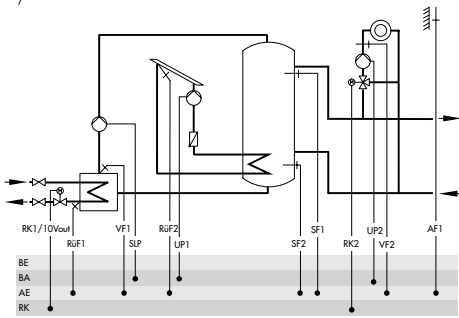 RK1/10Vout VF1 RüF2 SF1 UP2 AF1
RüF1 SLP UP1 SF2 RK2 VF2
BE
BA
AE
RK